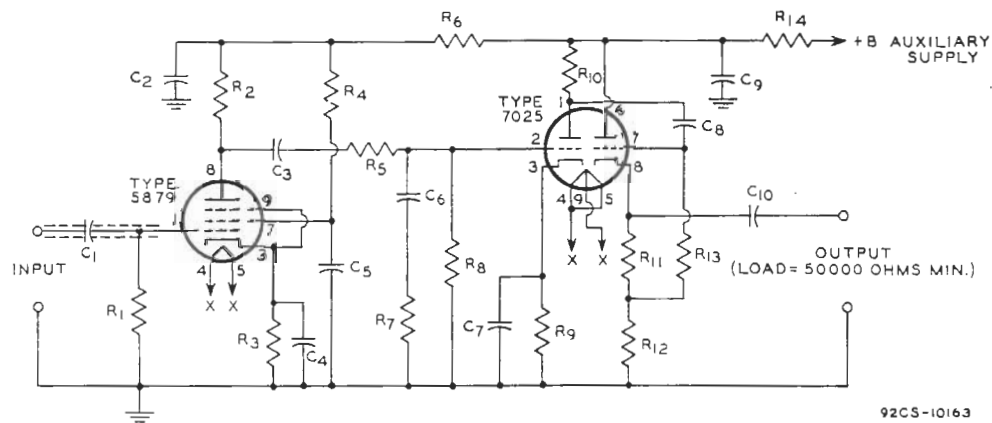 R6
R14
+B AUXILIARY
SUPPLY
C2
R2
R4
R10
C9
TYPE
7025
1
6
C8
C3
R5
2
7
3
8
TYPE
5879
8
9
1
7
3
C6
4
9
5
C10
C1
4
5
C5
R8
X
X
R11
R13
OUTPUT
(LOAD=50000 OHMS MIN.)
INPUT
X
X
R1
R3
C4
R7
C7
R9
R12
92CS-10163